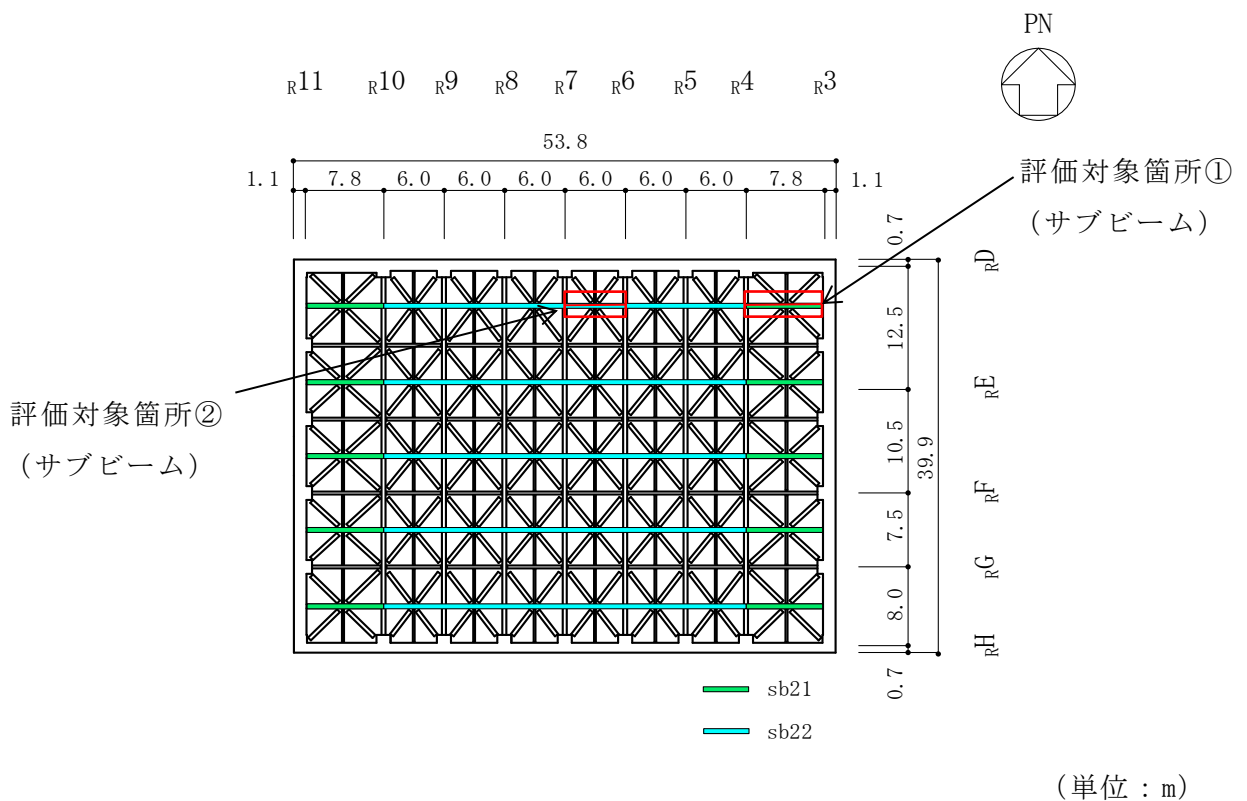 PN
R11 R10 R9 R8 R7 R6 R5 R4 R3
53.8
1.1 7.8 6.0 6.0 6.0 6.0 6.0 6.0 7.8 1.1
評価対象箇所①
(サブビーム)
0.7
RD
12.5
RE
10.5
39.9
RF
7.5
RG
8.0
RH
0.7
評価対象箇所②
(サブビーム)
sb21
sb22
(単位:m)